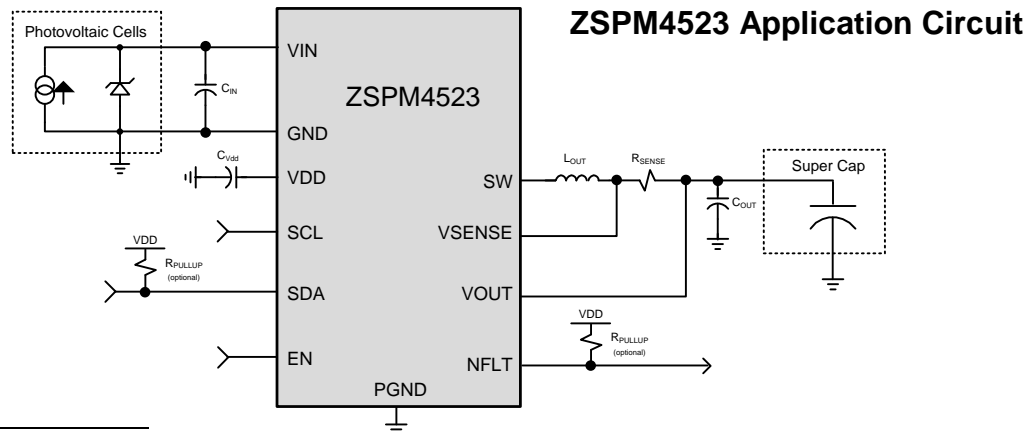 ZSPM4523 Application Circuit
Photovoltaic Cells
CIN
VIN
ZSPM4523
GND
CVdd
VDD
SCL
VDD
RPULLUP
(optional)
SDA
EN
PGND
SW
VSENSE
VOUT
NFLT
LOUT
RSENSE
COUT
Super Cap
VDD
RPULLUP
(optional)